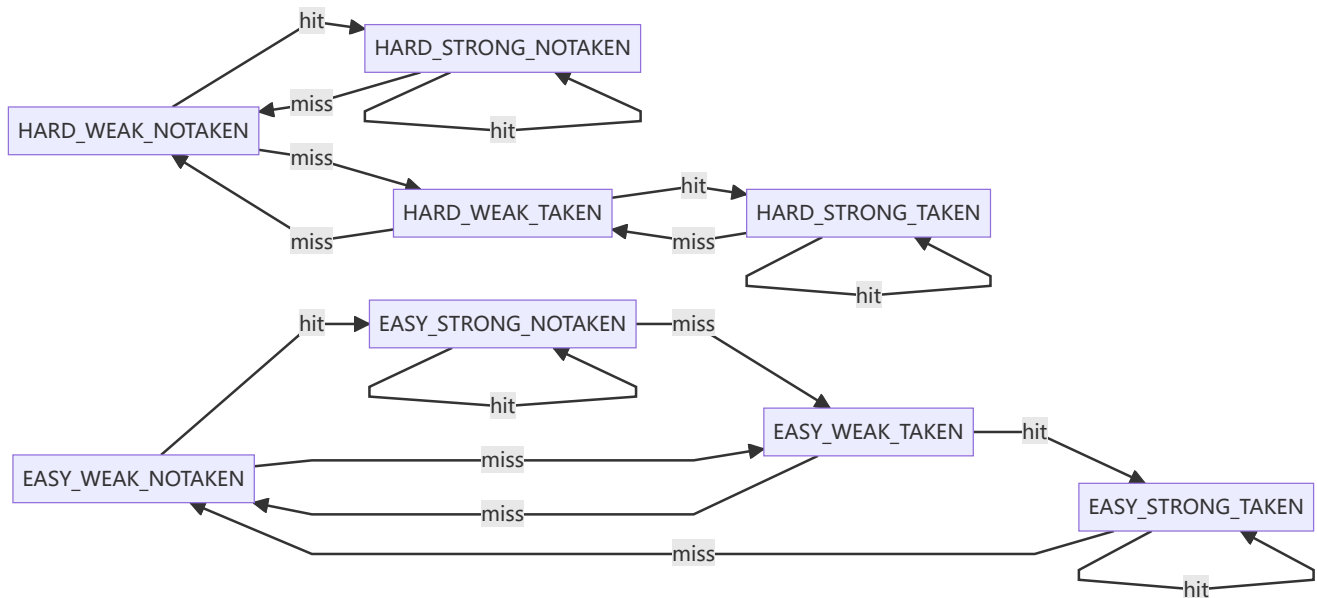 hit
HARD_STRONG_NOTAKEN
miss
hit
HARD_WEAK_NOTAKEN
miss
hit
HARD_WEAK_TAKEN
HARD_STRONG_TAKEN
miss
miss
hit
hit
EASY_STRONG_NOTAKEN
miss
hit
EASY_WEAK_TAKEN
hit
miss
EASY_WEAK_NOTAKEN
miss
EASY_STRONG_TAKEN
miss
hit